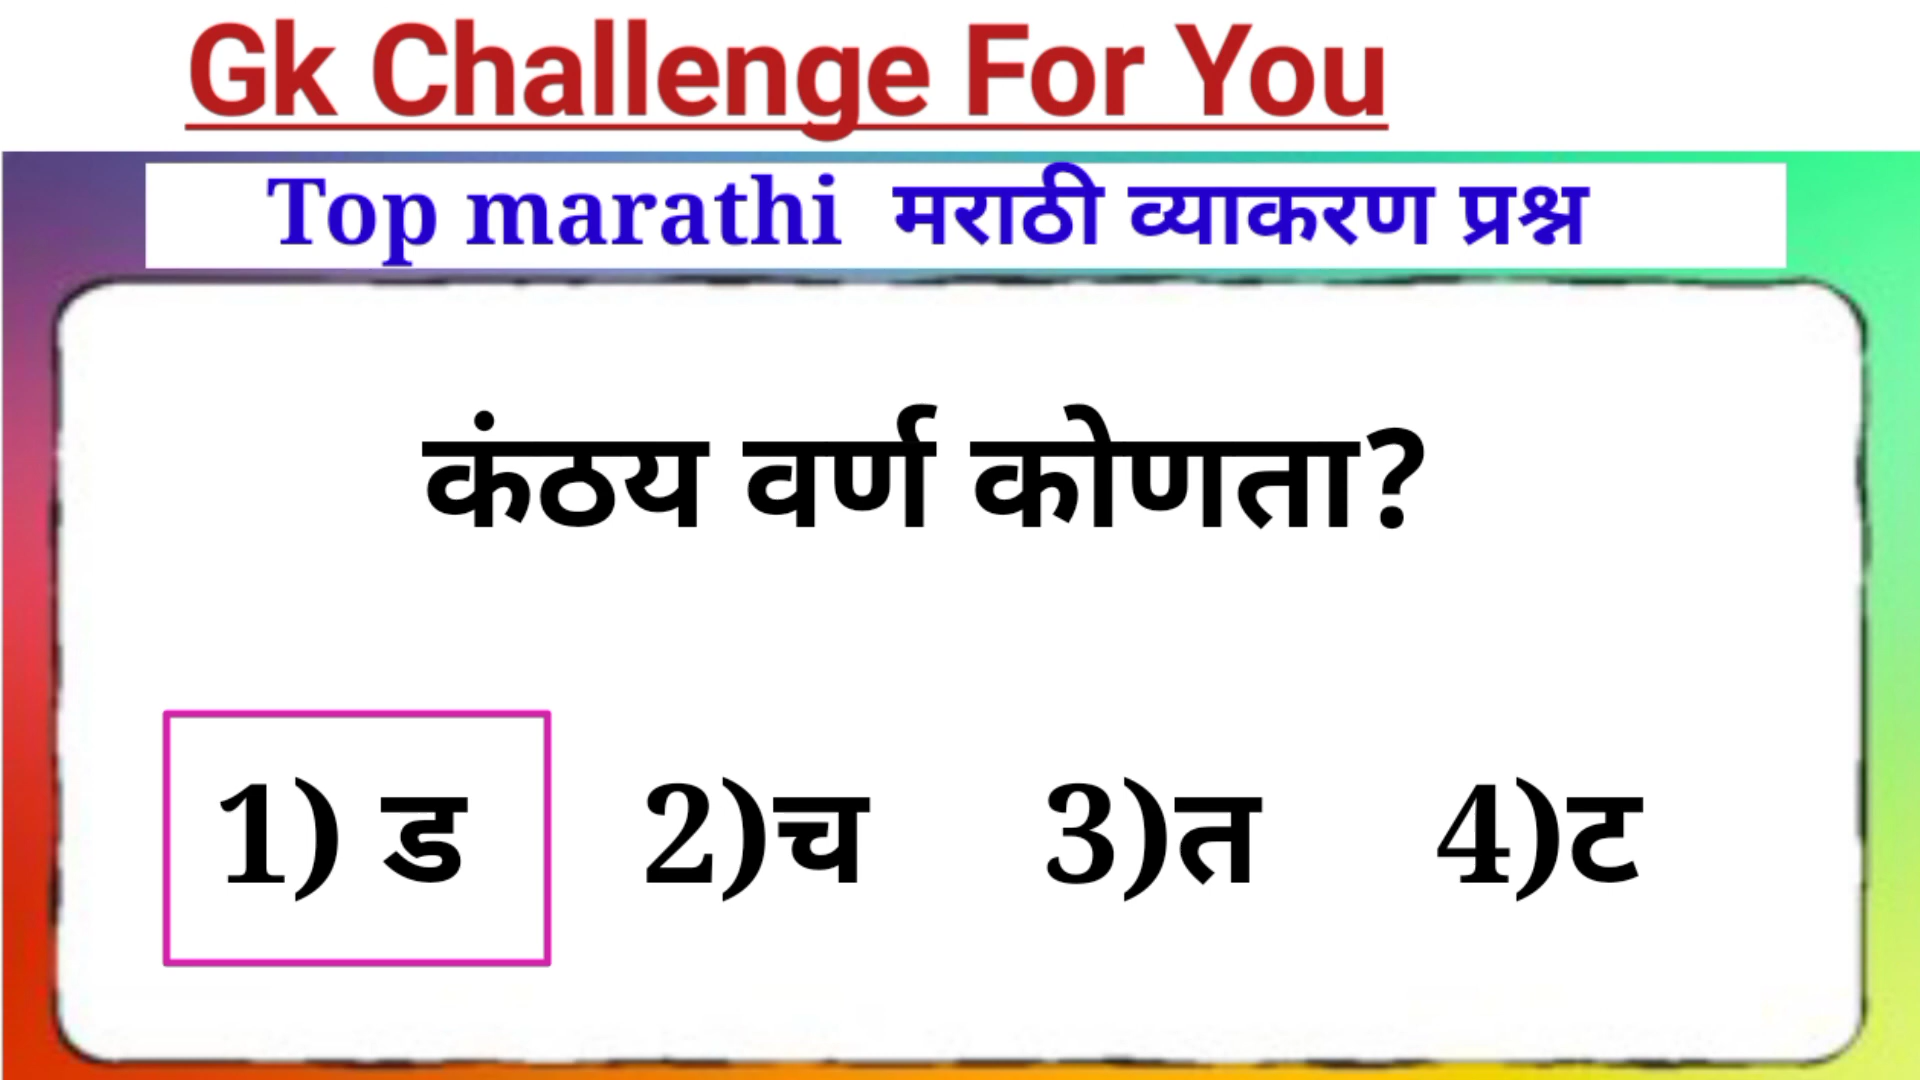 Gk Challenge For You
Top marathi मराठी व्याकरण प्रश्न
कंठय वर्ण कोणता?
1) ड 2)च 3)त 4)ट